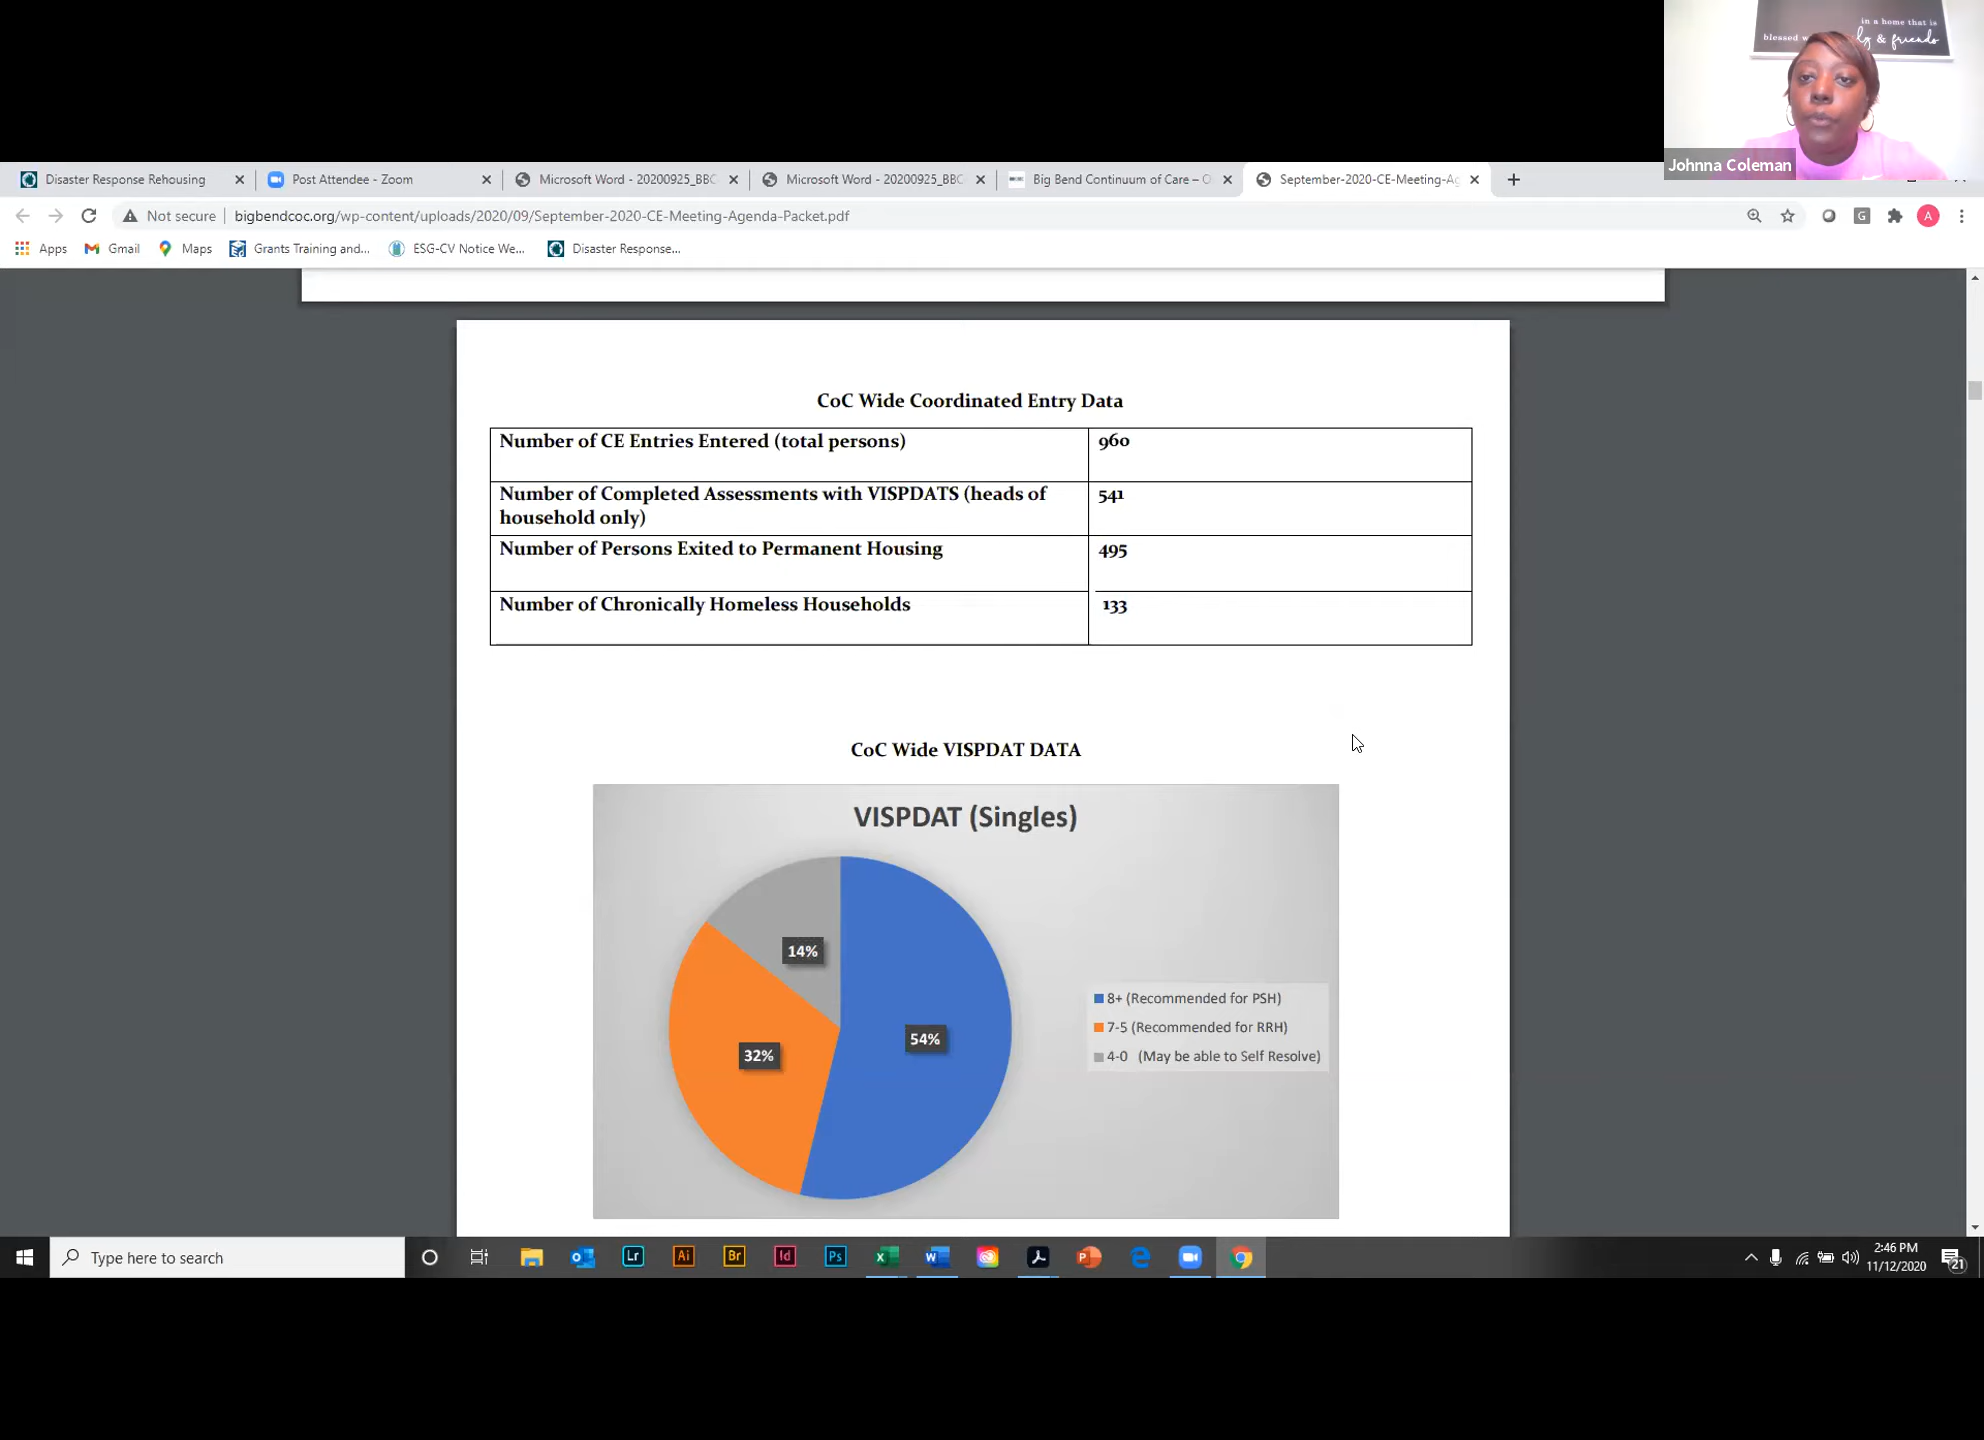 in a home that is
blessed
& friends
Johnna Coleman
Disaster Response Rehousing
Post Attendee - Zoom
Microsoft Word - 20200925_BBC
Microsoft Word - 20200925_BBC
Big Bend Continuum of Care – O
September-2020-CE-Meeting-Ag
Not secure
bigbendcoc.org/wp-content/uploads/2020/09/September-2020-CE-Meeting-Agenda-Packet.pdf
G
A
Apps
Gmail
Maps
Grants Training and...
ESG-CV Notice We...
Disaster Response...
CoC Wide Coordinated Entry Data
Number of CE Entries Entered (total persons)
960
Number of Completed Assessments with VISPDATS (heads of
household only)
541
Number of Persons Exited to Permanent Housing
495
Number of Chronically Homeless Households
133
CoC Wide VISPDAT DATA
VISPDAT (Singles)
14%
54%
32%
8+ (Recommended for PSH)
7-5 (Recommended for RRH)
4-0 (May be able to Self Resolve)
Type here to search
Lr
Ai
Br
Id
Ps
2:46 PM
11/12/2020
21